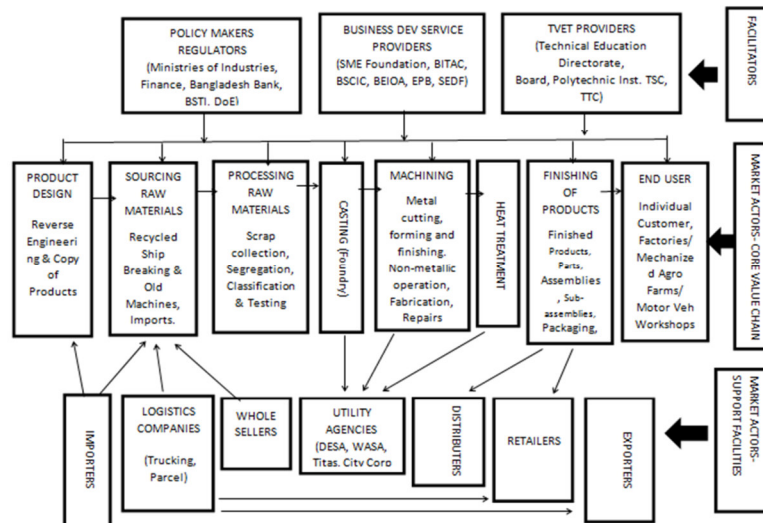 POLICY MAKERS
REGULATORS
(Ministries of Industries,
Finance, Bangladesh Bank,
BSTI, DoE)
BUSINESS DEV SERVICE
PROVIDERS
(SME Foundation, BITAC,
BSCIC, BEIOA, EPB, SEDF)
TVET PROVIDERS
(Technical Education
Directorate,
Board, Polytechnic Inst. TSC,
TTC)
FACILITATORS
PRODUCT
DESIGN
Reverse
Engineeri
ng & Copy
of
Products
SOURCING
RAW
MATERIALS
Recycled
Ship
Breaking &
Old
Machines,
Imports.
PROCESSING
RAW
MATERIALS
Scrap
collection,
Segregation,
Classification
& Testing
CASTING (Foundry)
MACHINING
Metal
cutting,
forming and
finishing.
Non-metallic
operation,
Fabrication,
Repairs
HEAT TREATMENT
FINISHING OF
PRODUCTS
Finished
Products, Parts,
Assemblies
, Sub-
assemblies,
Packaging,
END USER
Individual
Customer,
Factories/
Mechanize
d Agro
Farms/
Motor Veh
Workshops
MARKET ACTORS- CORE VALUE CHAIN
IMPORTERS
LOGISTICS
COMPANIES
(Trucking,
Parcel)
WHOLE
SELLERS
UTILITY
AGENCIES
(DESA, WASA,
Titas, City Corp
DISTRIBUTERS
RETAILERS
EXPORTERS
MARKET ACTORS-
SUPPORT FACILITIES